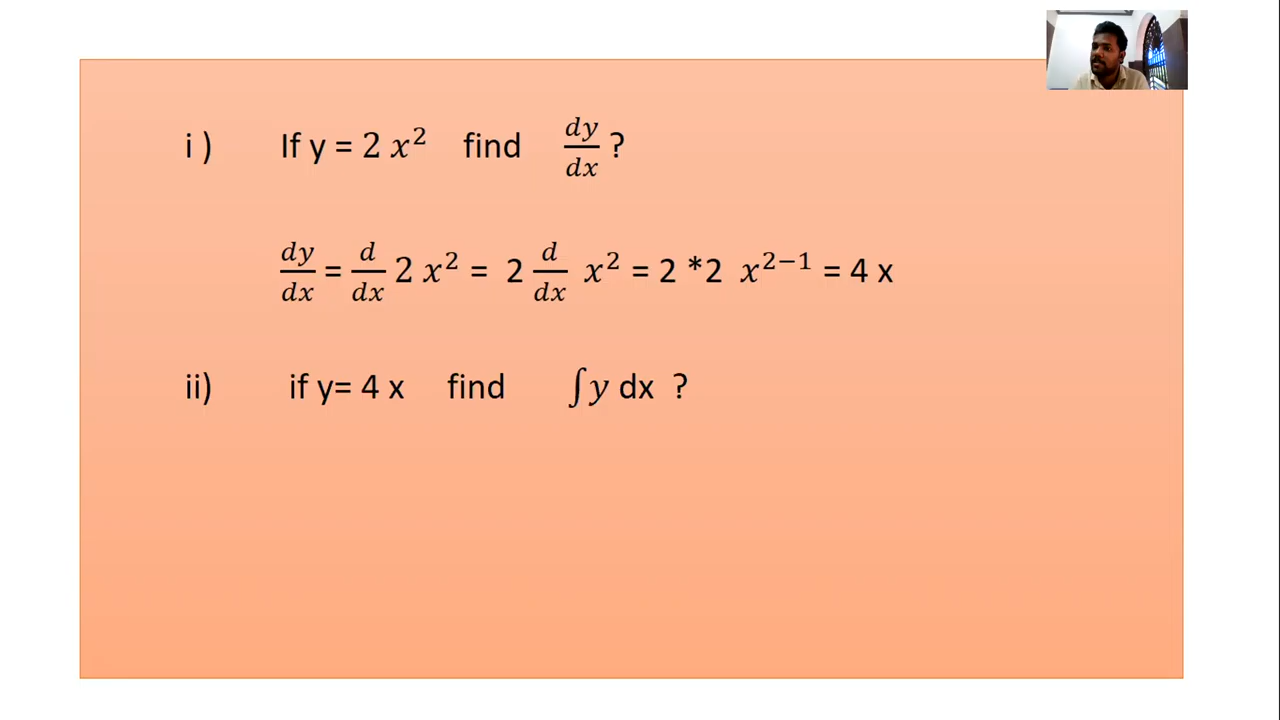 i ) If y = 2 x² find dy/dx ?
dy/dx = d/dx 2 x² = 2 d/dx x² = 2 *2 x²⁻¹ = 4 x
ii) if y= 4 x find ∫y dx ?